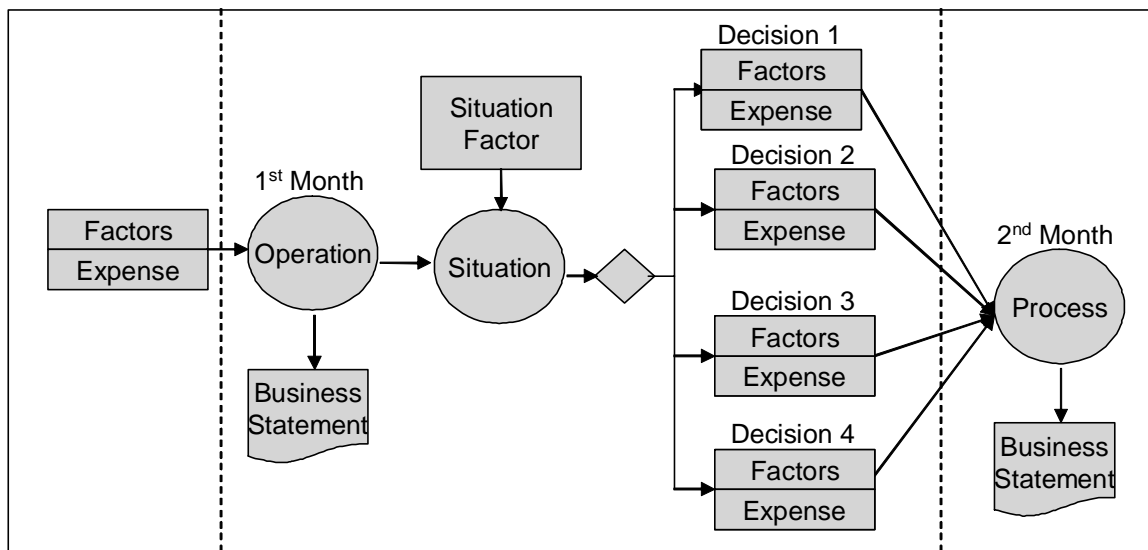 Factors
Expense
1st Month
Operation
Business
Statement
Situation
Factor
Situation
Decision 1
Factors
Expense
Decision 2
Factors
Expense
Decision 3
Factors
Expense
Decision 4
Factors
Expense
2nd Month
Process
Business
Statement